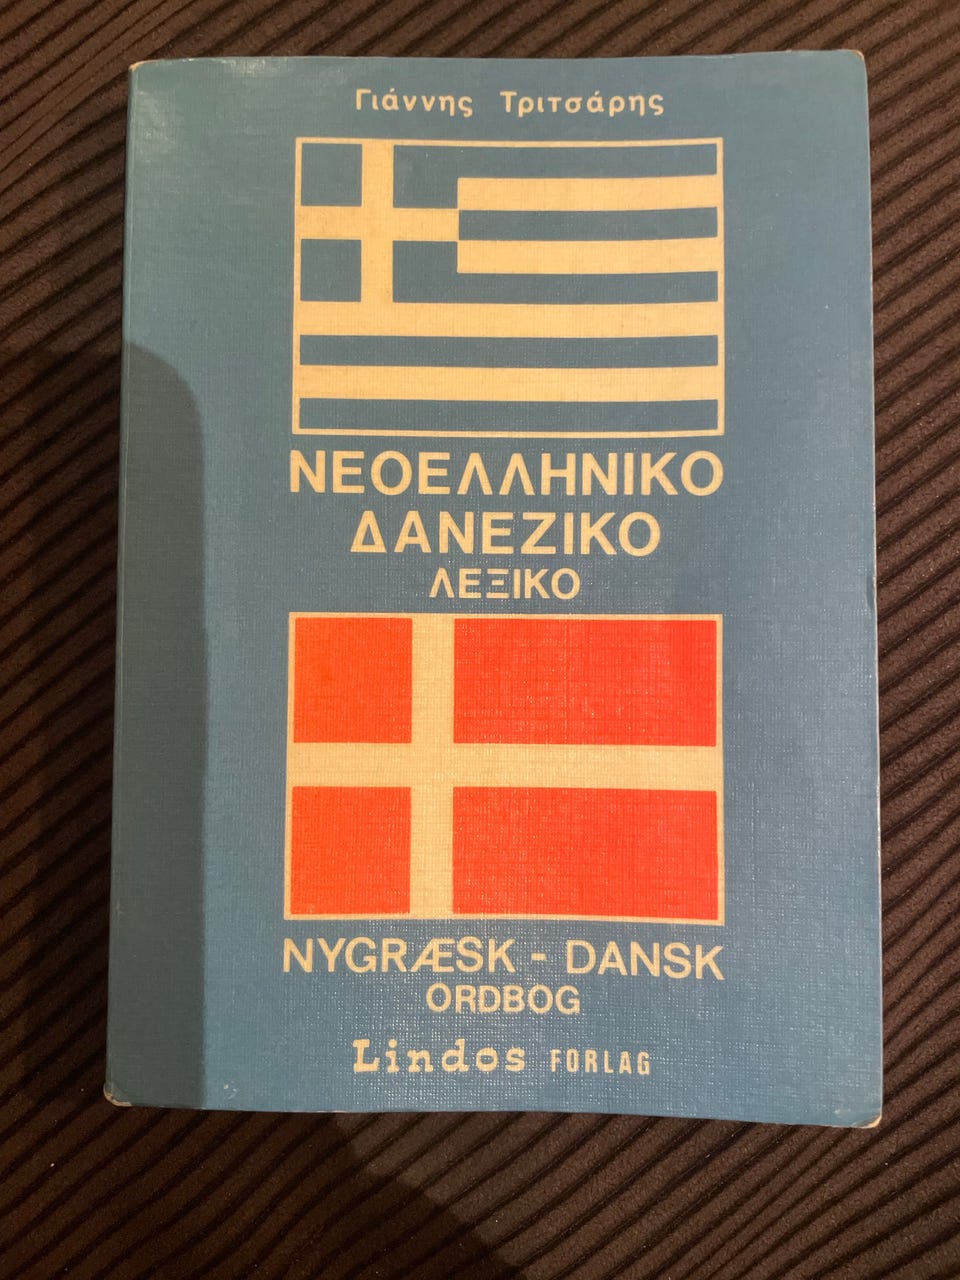 Γιάννης Τριτσάρης
ΝΕΟΕΛΛΗΝΙΚΟ
ΔΑΝΕΖΙΚΟ
ΛΕΞΙΚΟ
NYGRÆSK - DANSK
ORDBOG
Lindos FORLAG